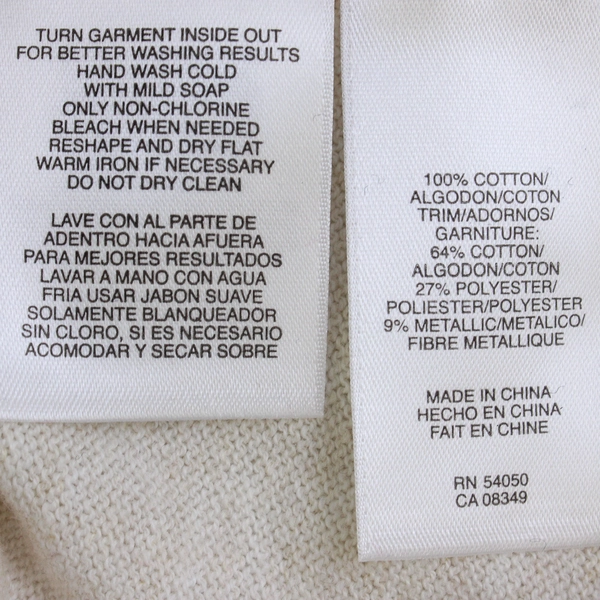 TURN GARMENT INSIDE OUT
FOR BETTER WASHING RESULTS
HAND WASH COLD
WITH MILD SOAP
ONLY NON-CHLORINE
BLEACH WHEN NEEDED
RESHAPE AND DRY FLAT
WARM IRON IF NECESSARY
DO NOT DRY CLEAN
LAVE CON AL PARTE DE
ADENTRO HACIA AFUERA
PARA MEJORES RESULTADOS
LAVAR A MANO CON AGUA
FRIA USAR JABON SUAVE
SOLAMENTE BLANQUEADOR
SIN CLORO, SI ES NECESARIO
ACOMODAR Y SECAR SOBRE
100% COTTON/
ALGODON/COTON
TRIM/ADORNOS/
GARNITURE:
64% COTTON/
ALGODON/COTON
27% POLYESTER/
POLIESTER/POLYESTER
9% METALLIC/METALICO/
FIBRE METALLIQUE
MADE IN CHINA
HECHO EN CHINA
FAIT EN CHINE
RN 54050
CA 08349